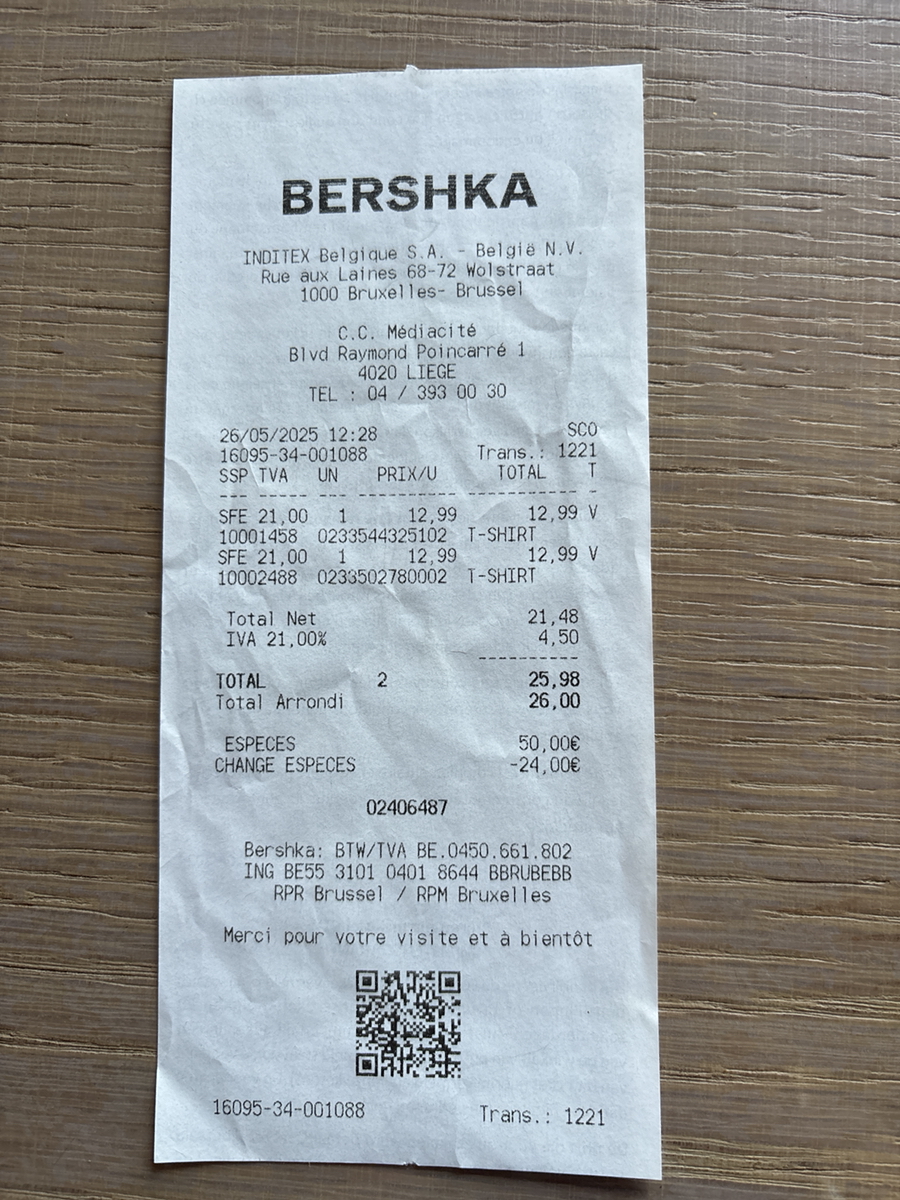 BERSHKA
INDITEX Belgique S.A. - België N.V.
Rue aux Laines 68-72 Wolstraat
1000 Bruxelles- Brussel
C.C. Médiacité
Blvd Raymond Poincarré 1
4020 LIEGE
TEL : 04 / 393 00 30
26/05/2025 12:28 SCO
16095-34-001088 Trans.: 1221
SSP TVA UN PRIX/U TOTAL T
--- ----- --- ---------- ------------- -
SFE 21,00 1 12,99 12,99 V
10001458 0233544325102 T-SHIRT
SFE 21,00 1 12,99 12,99 V
10002488 0233502780002 T-SHIRT
Total Net 21,48
IVA 21,00% 4,50
-----------
TOTAL 2 25,98
Total Arrondi 26,00
ESPECES 50,00€
CHANGE ESPECES -24,00€
02406487
Bershka: BTW/TVA BE.0450.661.802
ING BE55 3101 0401 8644 BBRUBEBB
RPR Brussel / RPM Bruxelles
Merci pour votre visite et à bientôt
16095-34-001088 Trans.: 1221